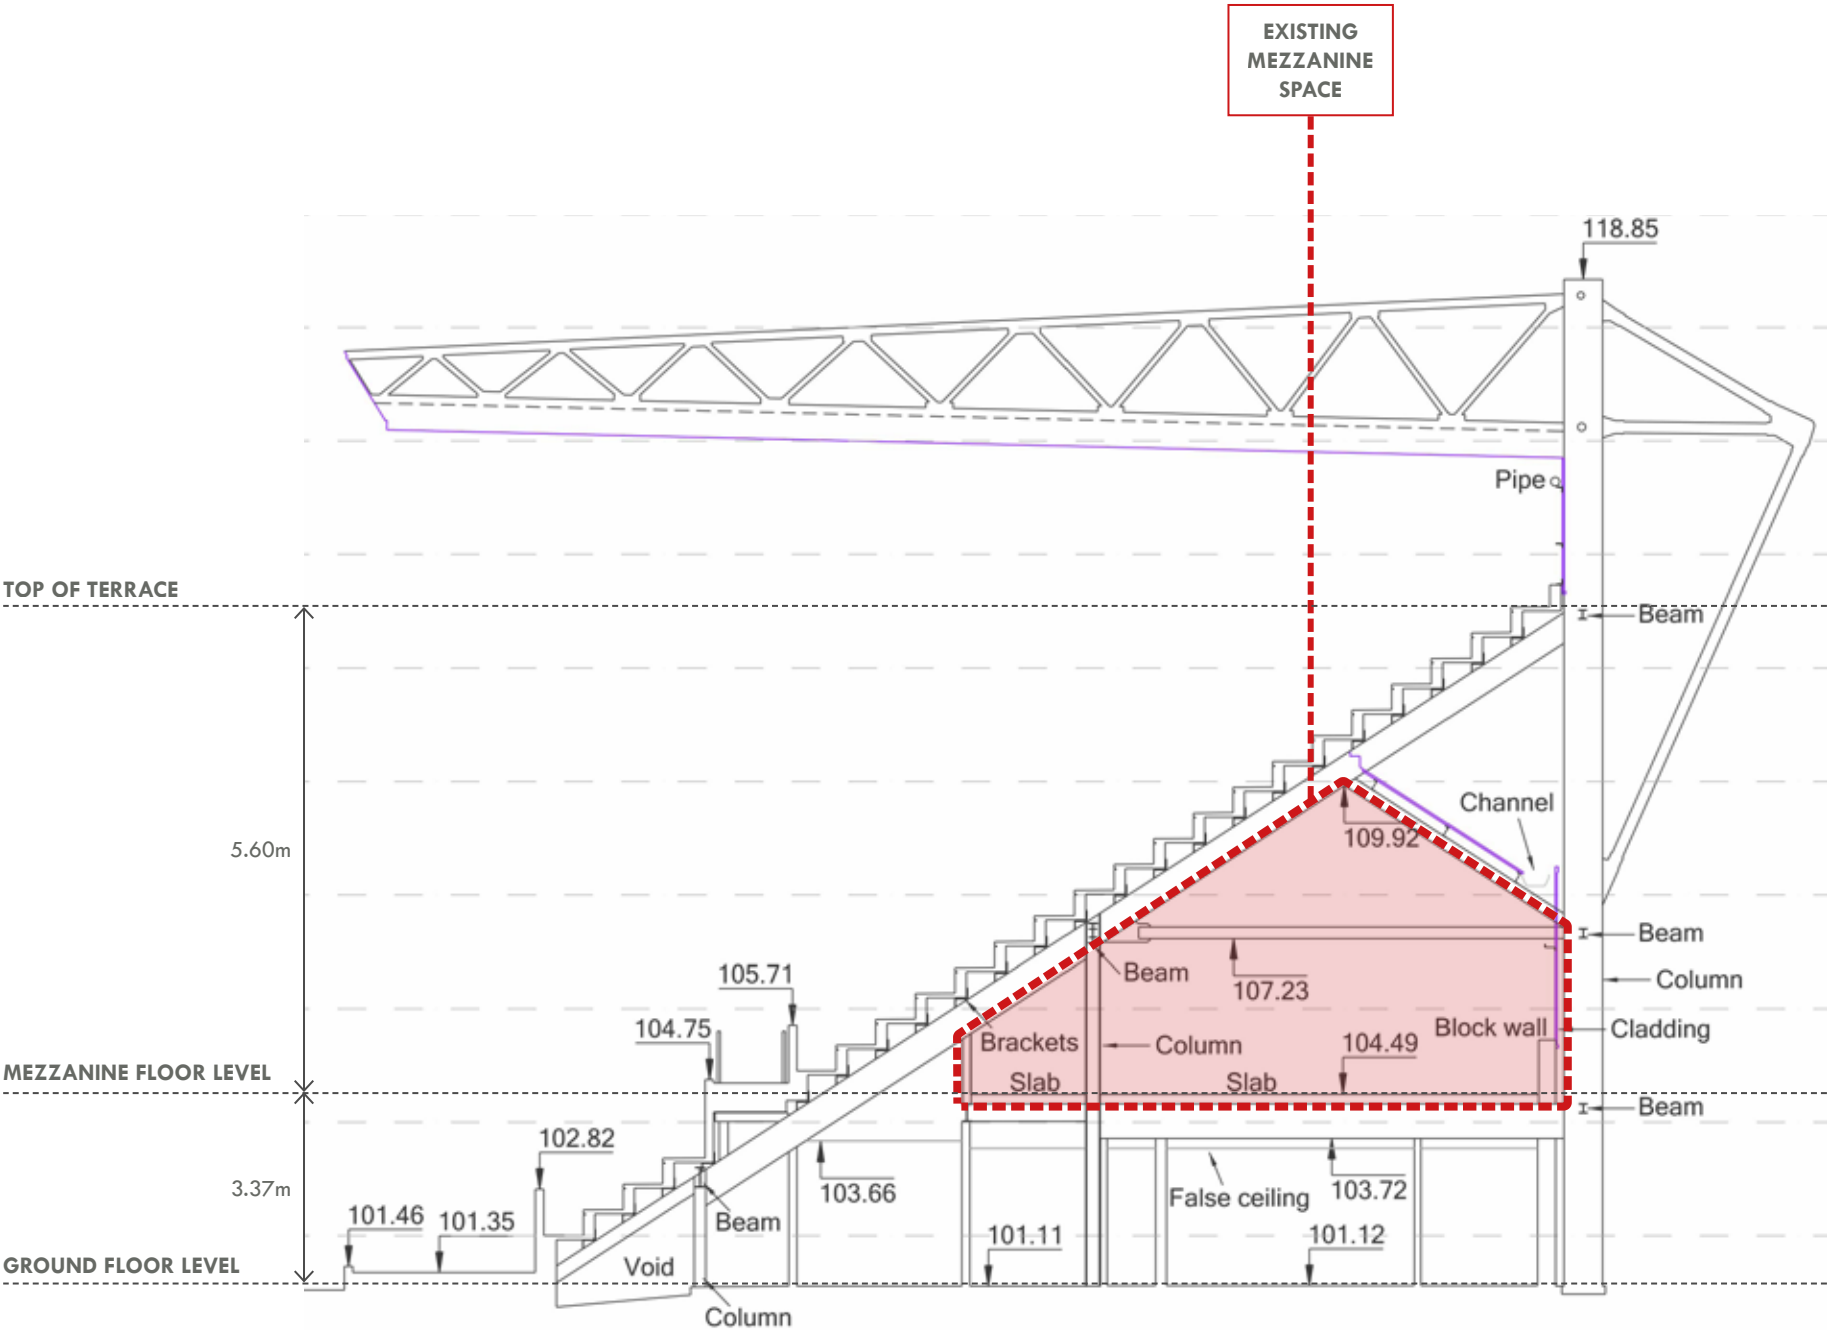 EXISTING
MEZZANINE
SPACE
118.85
Pipe
TOP OF TERRACE
Beam
Channel
109.92
5.60m
Beam
Beam
105.71
107.23
Column
104.75
Block wall
Cladding
Brackets
Column
104.49
MEZZANINE FLOOR LEVEL
Slab
Slab
Beam
102.82
103.66
False ceiling
103.72
3.37m
101.46
101.35
Beam
101.11
101.12
GROUND FLOOR LEVEL
Void
Column